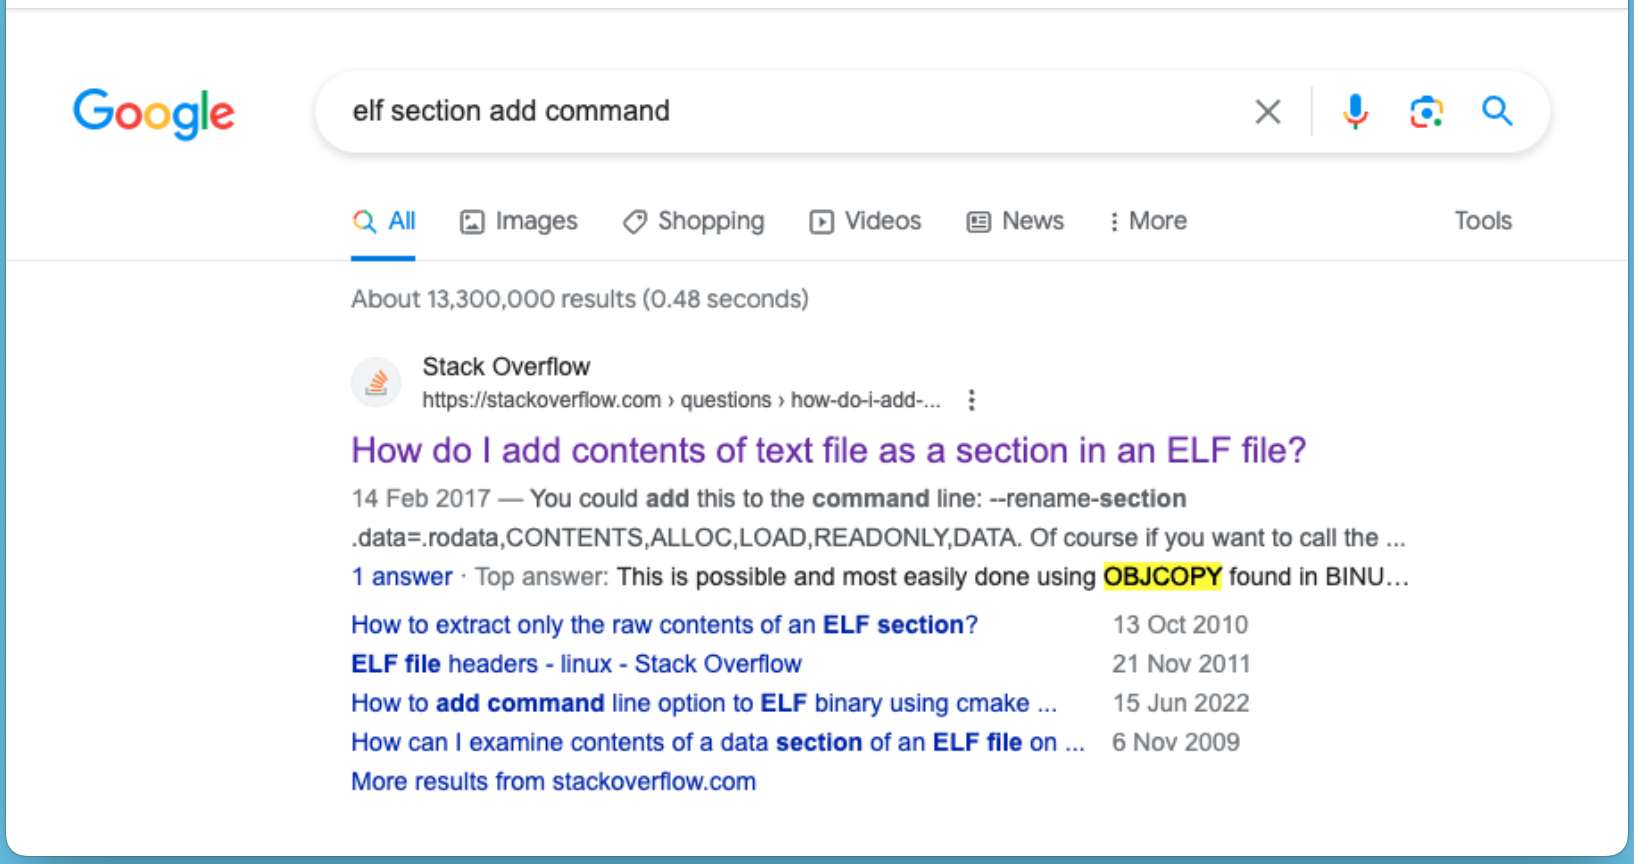 Google
elf section add command
All Images Shopping Videos News More Tools
About 13,300,000 results (0.48 seconds)
Stack Overflow
https://stackoverflow.com › questions › how-do-i-add-...
How do I add contents of text file as a section in an ELF file?
14 Feb 2017 — You could add this to the command line: --rename-section
.data=.rodata,CONTENTS,ALLOC,LOAD,READONLY,DATA. Of course if you want to call the ...
1 answer · Top answer: This is possible and most easily done using OBJCOPY found in BINU...
How to extract only the raw contents of an ELF section? 13 Oct 2010
ELF file headers - linux - Stack Overflow 21 Nov 2011
How to add command line option to ELF binary using cmake ... 15 Jun 2022
How can I examine contents of a data section of an ELF file on ... 6 Nov 2009
More results from stackoverflow.com